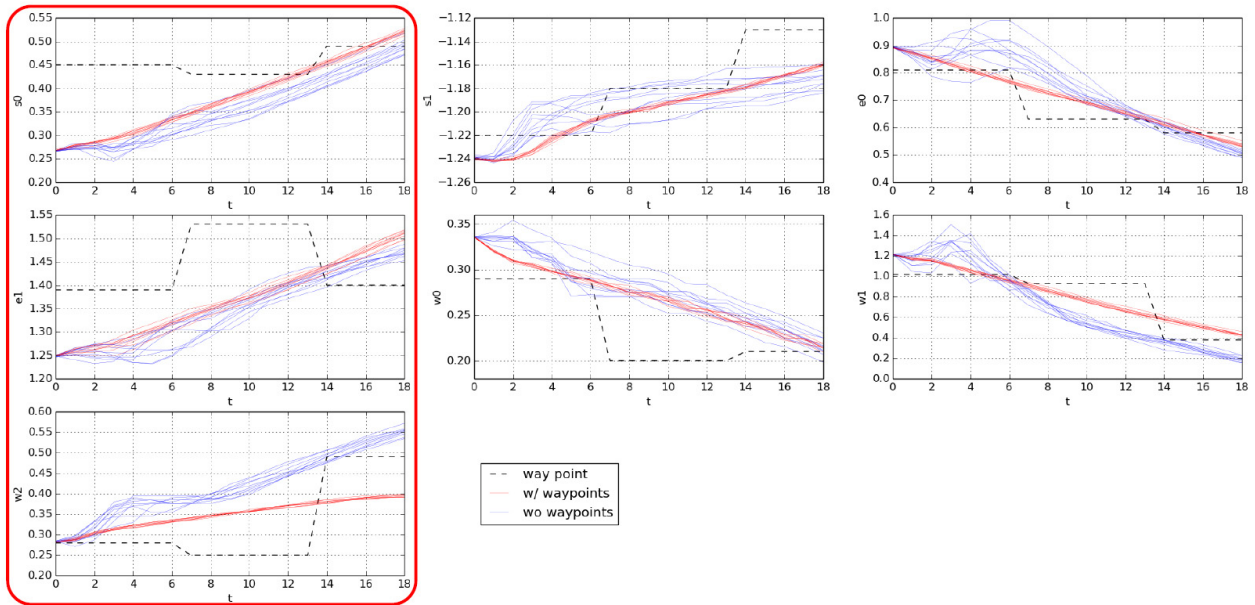 0.55
0.50
0.45
0.40
0.35
0.30
0.25
0.20
s0
0 2 4 6 8 10 12 14 16 18
t
−1.12
−1.14
−1.16
−1.18
−1.20
−1.22
−1.24
−1.26
s1
0 2 4 6 8 10 12 14 16 18
t
1.0
0.9
0.8
0.7
0.6
0.5
0.4
e0
0 2 4 6 8 10 12 14 16 18
t
1.55
1.50
1.45
1.40
1.35
1.30
1.25
1.20
e1
0 2 4 6 8 10 12 14 16 18
t
0.35
0.30
0.25
0.20
w0
0 2 4 6 8 10 12 14 16 18
t
1.6
1.4
1.2
1.0
0.8
0.6
0.4
0.2
0.0
w1
0 2 4 6 8 10 12 14 16 18
t
0.60
0.55
0.50
0.45
0.40
0.35
0.30
0.25
0.20
w2
0 2 4 6 8 10 12 14 16 18
t
way point
w/ waypoints
wo waypoints